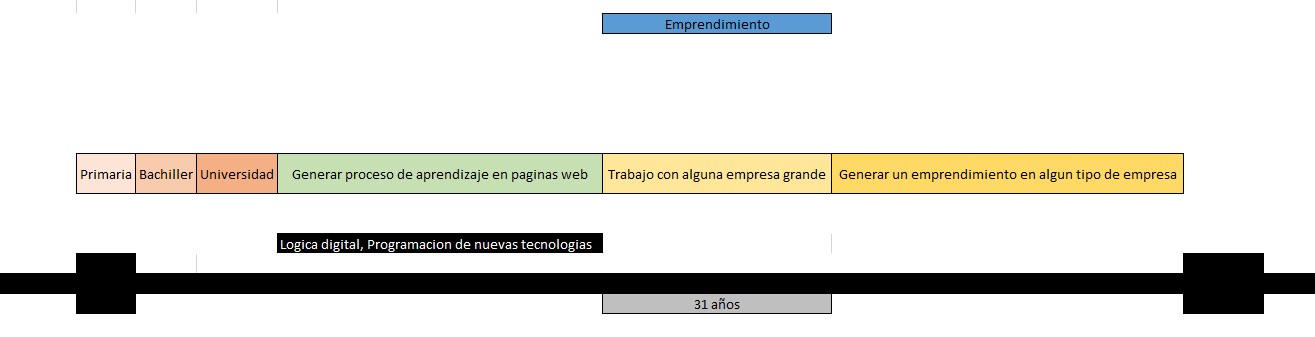 Emprendimiento
Primaria Bachiller Universidad Generar proceso de aprendizaje en paginas web Trabajo con alguna empresa grande Generar un emprendimiento en algun tipo de empresa
Logica digital, Programacion de nuevas tecnologias
31 años